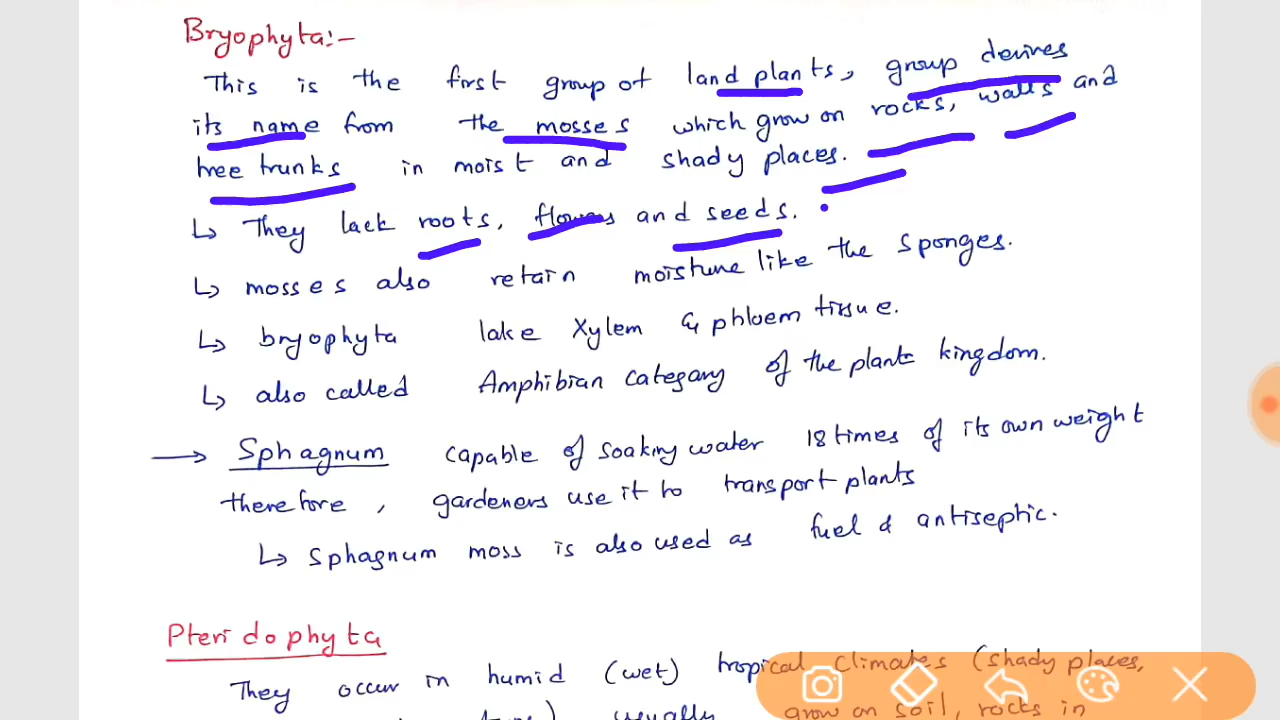 Bryophyta:-
This is the first group of land plants, group derives
its name from the mosses which grow on rocks, walls and
tree trunks in moist and shady places.
↳ They lack roots, flowers and seeds.
↳ mosses also retain moisture like the sponges.
↳ bryophyta lake Xylem & phloem tissue.
↳ also called Amphibian category of the plant kingdom.
→ Sphagnum capable of soaking water 18 times of its own weight
therefore, gardeners use it to transport plants
↳ Sphagnum moss is also used as fuel & antiseptic.
Pteridophyta
They occur in humid (wet) tropical climates (shady places,
usually grow on soil, rocks in